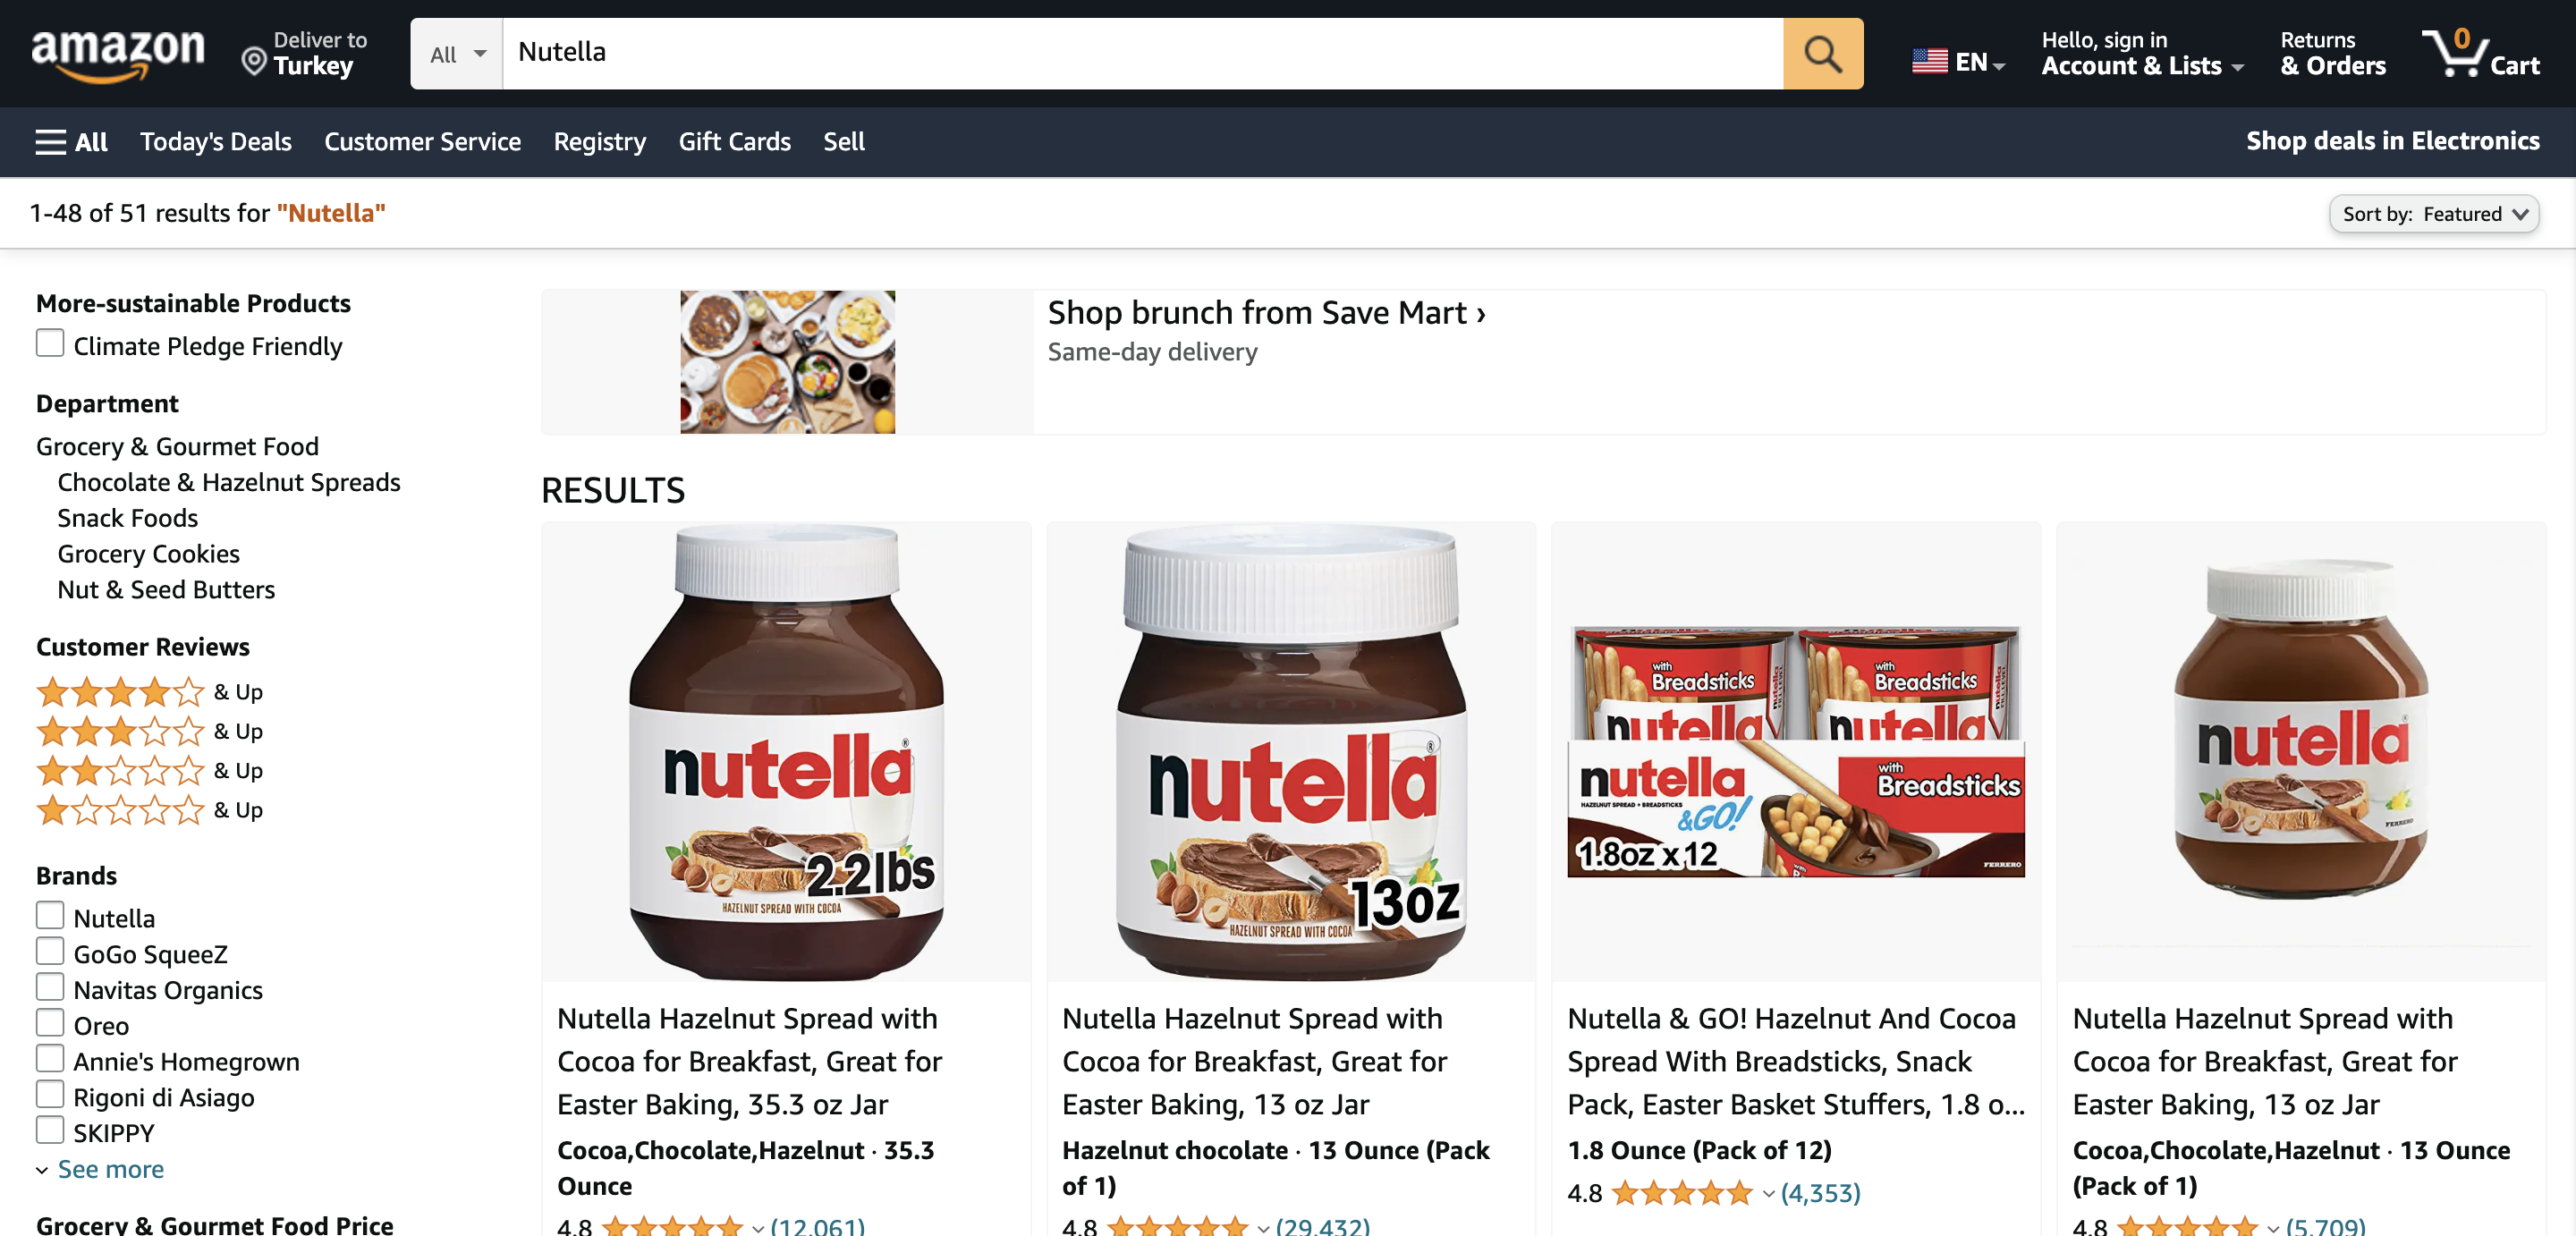 amazon
Deliver to
Turkey
All
Nutella
EN
Hello, sign in
Account & Lists
Returns
& Orders
0
Cart
All
Today's Deals
Customer Service
Registry
Gift Cards
Sell
Shop deals in Electronics
1-48 of 51 results for "Nutella"
Sort by: Featured
More-sustainable Products
Climate Pledge Friendly
Department
Grocery & Gourmet Food
Chocolate & Hazelnut Spreads
Snack Foods
Grocery Cookies
Nut & Seed Butters
Customer Reviews
& Up
& Up
& Up
& Up
Brands
Nutella
GoGo SqueeZ
Navitas Organics
Oreo
Annie's Homegrown
Rigoni di Asiago
SKIPPY
See more
Grocery & Gourmet Food Price
Shop brunch from Save Mart ›
Same-day delivery
RESULTS
nutella®
2.2lbs
HAZELNUT SPREAD WITH COCOA
Nutella Hazelnut Spread with
Cocoa for Breakfast, Great for
Easter Baking, 35.3 oz Jar
Cocoa,Chocolate,Hazelnut · 35.3
Ounce
4.8 (12,061)
nutella®
13oz
HAZELNUT SPREAD WITH COCOA
Nutella Hazelnut Spread with
Cocoa for Breakfast, Great for
Easter Baking, 13 oz Jar
Hazelnut chocolate · 13 Ounce (Pack
of 1)
4.8 (29,432)
with
Breadsticks
nutella
with
Breadsticks
nutella
nutella
HAZELNUT SPREAD + BREADSTICKS
&GO!
with
Breadsticks
1.8oz x 12
FERRERO
Nutella & GO! Hazelnut And Cocoa
Spread With Breadsticks, Snack
Pack, Easter Basket Stuffers, 1.8 o...
1.8 Ounce (Pack of 12)
4.8 (4,353)
nutella
FERRERO
Nutella Hazelnut Spread with
Cocoa for Breakfast, Great for
Easter Baking, 13 oz Jar
Cocoa,Chocolate,Hazelnut · 13 Ounce
(Pack of 1)
4.8 (5,709)